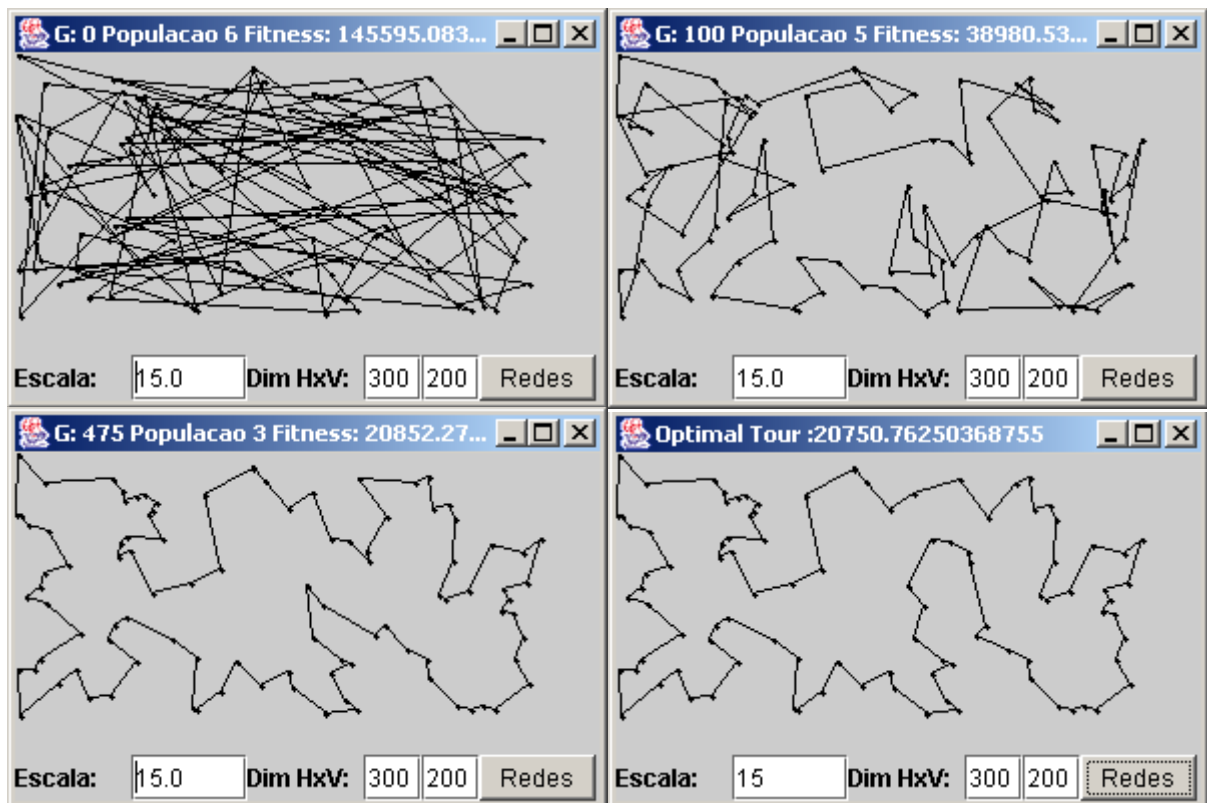 G: 0 Populacao 6 Fitness: 145595.083...
Escala: 15.0 Dim HxV: 300 200 Redes
G: 100 Populacao 5 Fitness: 38980.53...
Escala: 15.0 Dim HxV: 300 200 Redes
G: 475 Populacao 3 Fitness: 20852.27...
Escala: 15.0 Dim HxV: 300 200 Redes
Optimal Tour :20750.76250368755
Escala: 15 Dim HxV: 300 200 Redes